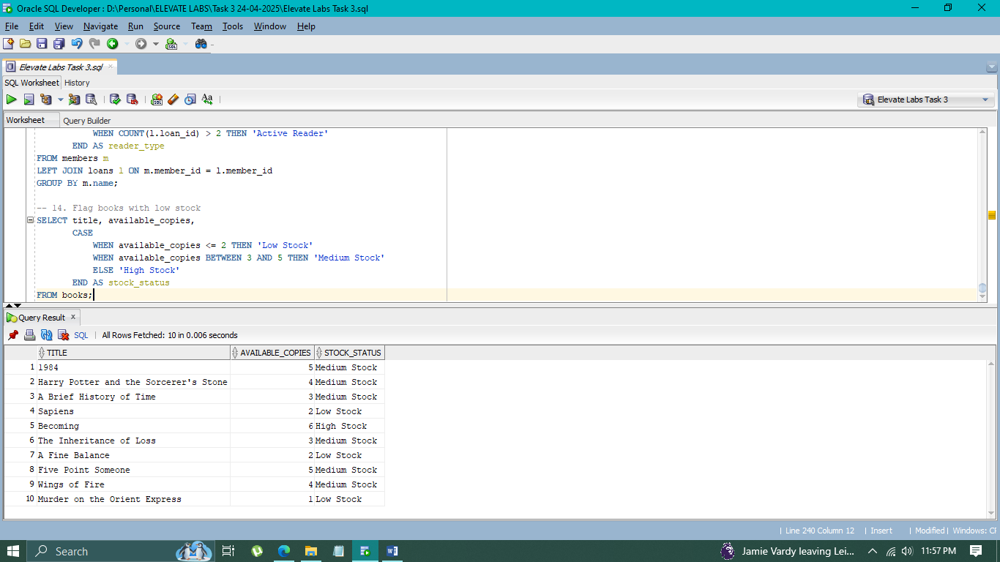 Oracle SQL Developer : D:\Personal\ELEVATE LABS\Task 3 24-04-2025\Elevate Labs Task 3.sql
File Edit View Navigate Run Source Team Tools Window Help
Elevate Labs Task 3.sql
SQL Worksheet History
Elevate Labs Task 3
Worksheet Query Builder
WHEN COUNT(l.loan_id) > 2 THEN 'Active Reader'
END AS reader_type
FROM members m
LEFT JOIN loans l ON m.member_id = l.member_id
GROUP BY m.name;
-- 14. Flag books with low stock
SELECT title, available_copies,
CASE
WHEN available_copies <= 2 THEN 'Low Stock'
WHEN available_copies BETWEEN 3 AND 5 THEN 'Medium Stock'
ELSE 'High Stock'
END AS stock_status
FROM books;
Query Result x
SQL | All Rows Fetched: 10 in 0.006 seconds
TITLE AVAILABLE_COPIES STOCK_STATUS
1 1984 5 Medium Stock
2 Harry Potter and the Sorcerer's Stone 4 Medium Stock
3 A Brief History of Time 3 Medium Stock
4 Sapiens 2 Low Stock
5 Becoming 6 High Stock
6 The Inheritance of Loss 3 Medium Stock
7 A Fine Balance 2 Low Stock
8 Five Point Someone 5 Medium Stock
9 Wings of Fire 4 Medium Stock
10 Murder on the Orient Express 1 Low Stock
| Line 240 Column 12 | Insert | Modified | Windows: CF
Search Jamie Vardy leaving Lei... 11:57 PM